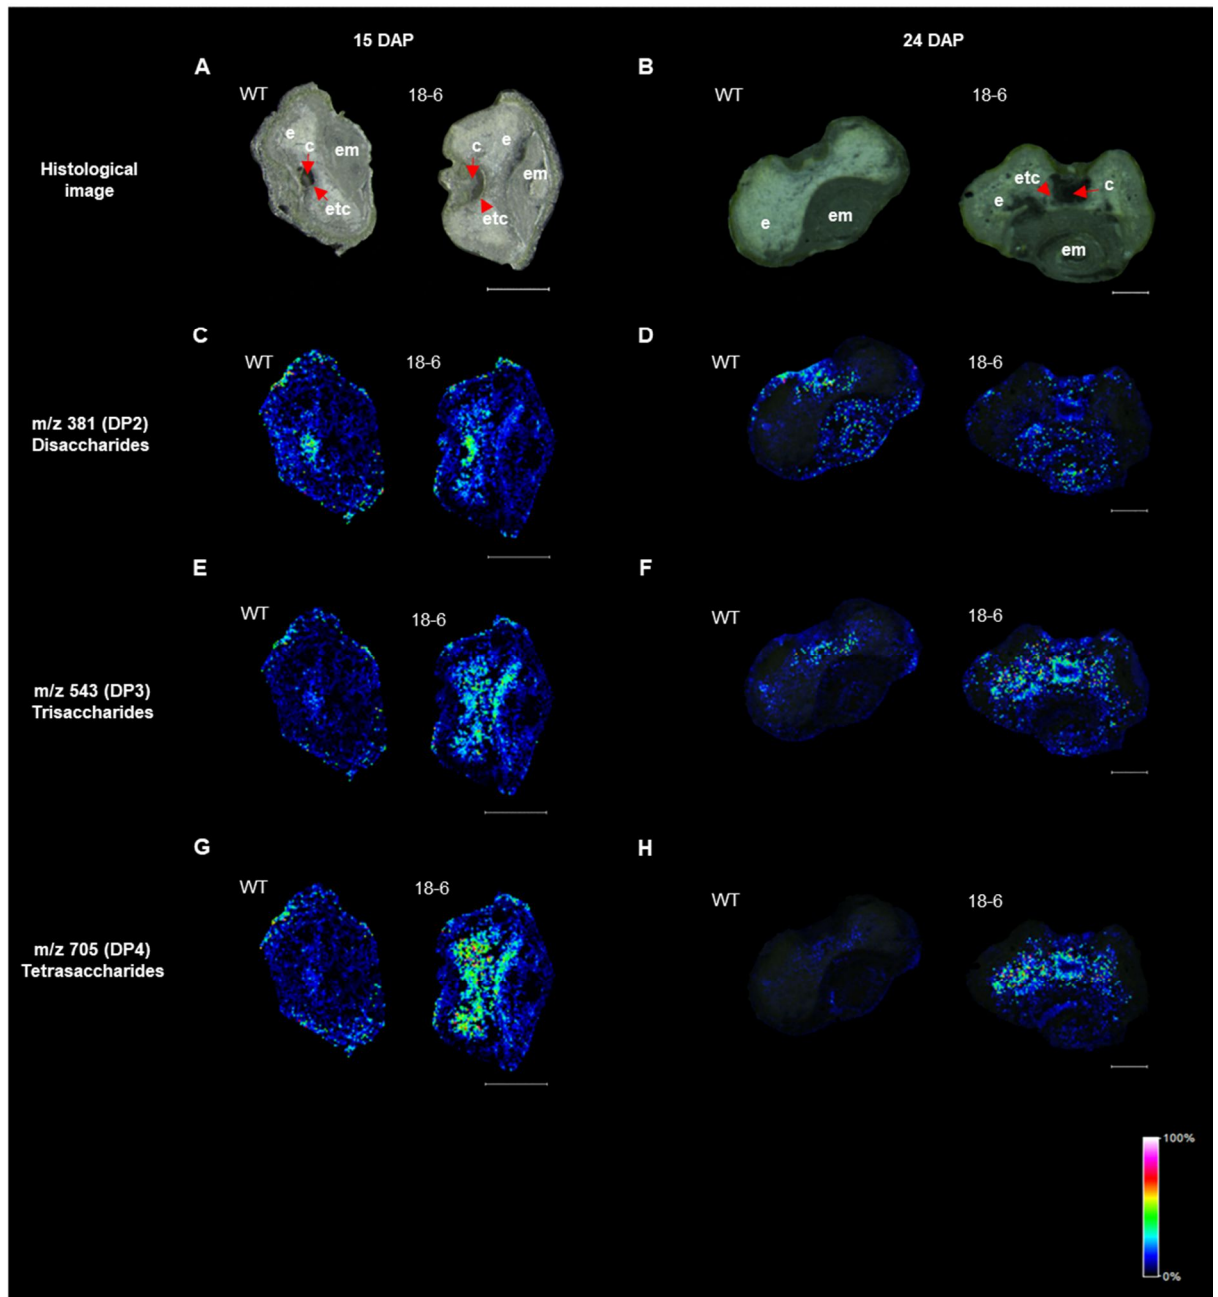 15 DAP
24 DAP
A
B
WT
18-6
WT
18-6
Histological
image
e
c
em
etc
c
e
em
etc
e
em
etc
e
c
em
C
D
WT
18-6
WT
18-6
m/z 381 (DP2)
Disaccharides
E
F
WT
18-6
WT
18-6
m/z 543 (DP3)
Trisaccharides
G
H
WT
18-6
WT
18-6
m/z 705 (DP4)
Tetrasaccharides
100%
0%